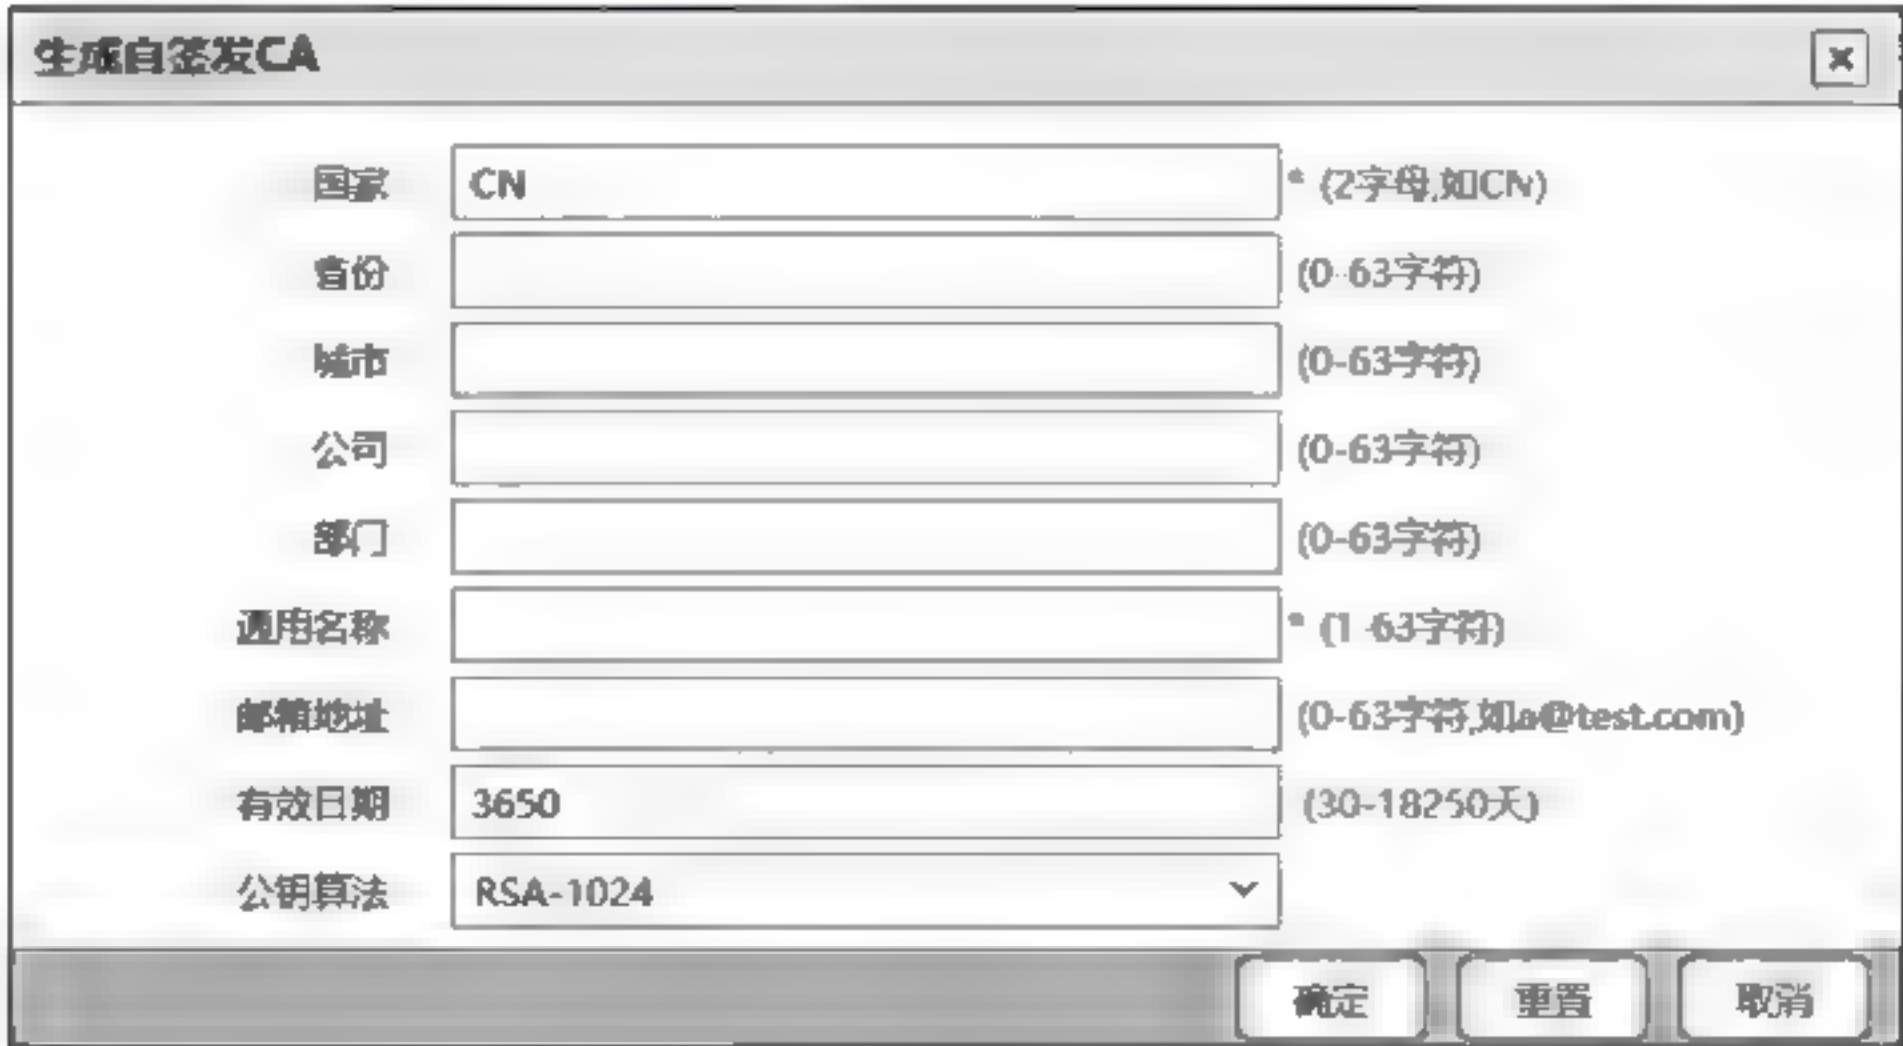 生成自签发CA
国家 CN * (2字母,如CN)
省份 (0-63字符)
城市 (0-63字符)
公司 (0-63字符)
部门 (0-63字符)
通用名称 * (1-63字符)
邮箱地址 (0-63字符,如a@test.com)
有效日期 3650 (30-18250天)
公钥算法 RSA-1024
确定 重置 取消